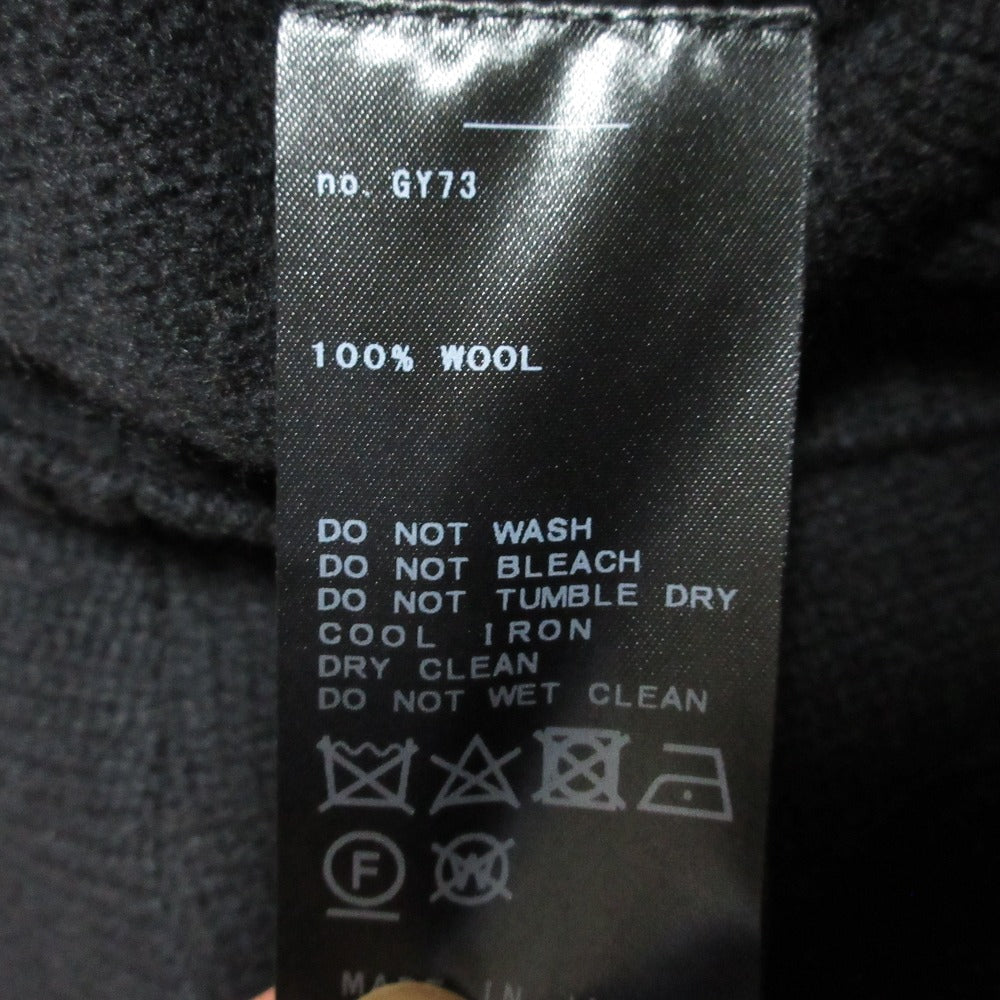 no. GY73
100% WOOL
DO NOT WASH
DO NOT BLEACH
DO NOT TUMBLE DRY
COOL IRON
DRY CLEAN
DO NOT WET CLEAN
F W
IN